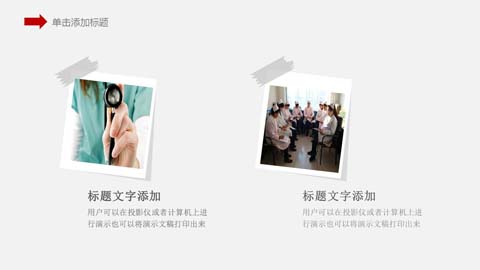 单击添加标题
标题文字添加
用户可以在投影仪或者计算机上进
行演示也可以将演示文稿打印出来
标题文字添加
用户可以在投影仪或者计算机上进
行演示也可以将演示文稿打印出来